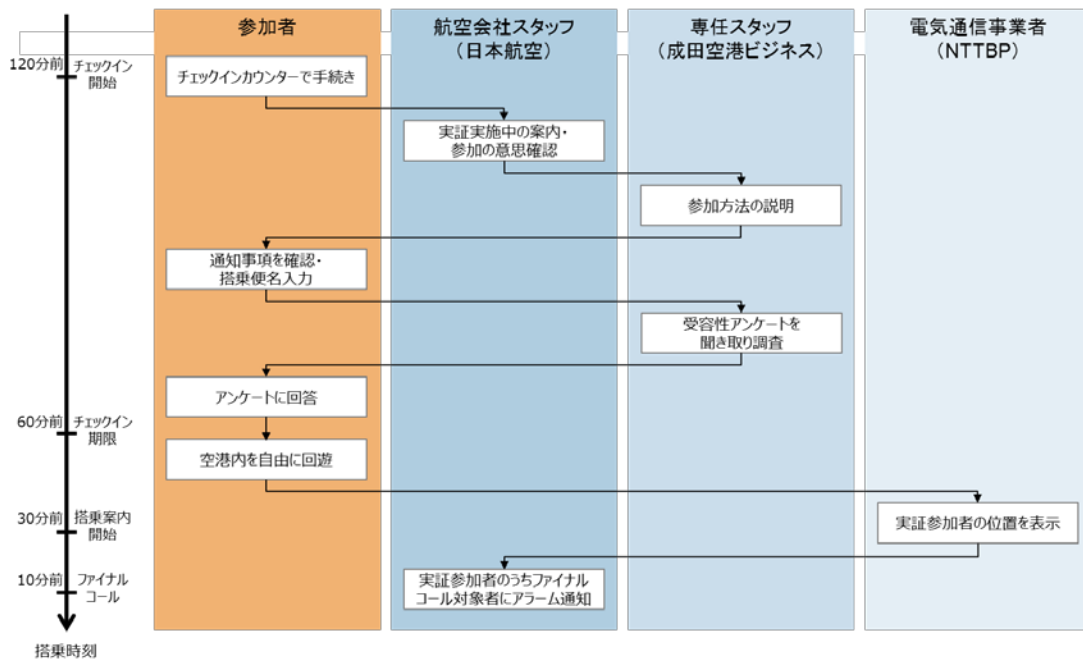 参加者
航空会社スタッフ
(日本航空)
専任スタッフ
(成田空港ビジネス)
電気通信事業者
(NTTBP)
120分前 チェックイン
開始
チェックインカウンターで手続き
実証実施中の案内・
参加の意思確認
参加方法の説明
通知事項を確認・
搭乗便名入力
受容性アンケートを
聞き取り調査
アンケートに回答
60分前 チェックイン
期限
空港内を自由に回遊
実証参加者の位置を表示
30分前 搭乗案内
開始
10分前 ファイナル
コール
実証参加者のうちファイナル
コール対象者にアラーム通知
搭乗時刻